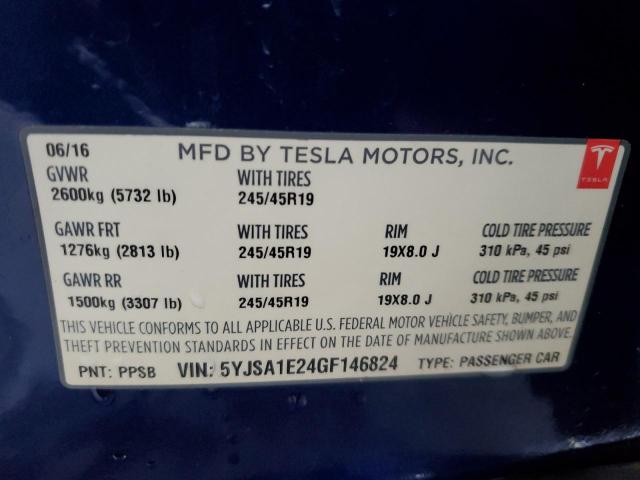 06/16 MFD BY TESLA MOTORS, INC.
TESLA
GVWR WITH TIRES
2600kg (5732 lb) 245/45R19
GAWR FRT WITH TIRES RIM COLD TIRE PRESSURE
1276kg (2813 lb) 245/45R19 19X8.0 J 310 kPa, 45 psi
GAWR RR WITH TIRES RIM COLD TIRE PRESSURE
1500kg (3307 lb) 245/45R19 19X8.0 J 310 kPa, 45 psi
THIS VEHICLE CONFORMS TO ALL APPLICABLE U.S. FEDERAL MOTOR VEHICLE SAFETY, BUMPER, AND
THEFT PREVENTION STANDARDS IN EFFECT ON THE DATE OF MANUFACTURE SHOWN ABOVE.
PNT: PPSB VIN: 5YJSA1E24GF146824 TYPE: PASSENGER CAR